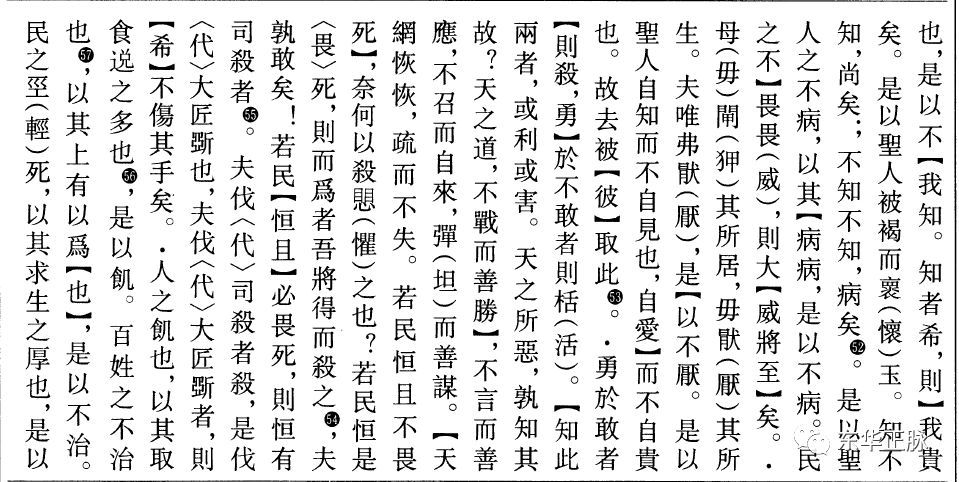 也，是以不【我知。知者希，則】我貴
矣。是以聖人被褐而褱（懷）玉。知不
知，尚矣；不知不知，病矣52。是以聖
人之不病，以其【病病，是以不病。民
之不】畏畏（威），則大【威將至】矣。·
母（毋）閘（狎）其所居，毋猒（厭）其所
生。夫唯弗猒（厭），是【以不厭。是以
聖人自知而不自見也，自愛】而不自貴
也。故去被【彼】取此53。·勇於敢者
【則殺，勇】於不敢者則栝（活）。【知此
兩者，或利或害。天之所惡，孰知其
故？天之道，不戰而善勝】，不言而善
應，不召而自來，彈（坦）而善謀。【天
網恢恢，疏而不失。若民恒且不畏
死】，奈何以殺愳（懼）之也？若民恒是
〈畏〉死，則而爲者吾將得而殺之54，夫
孰敢矣！若民【恒且】必畏死，則恒有
司殺者55。夫伐〈代〉司殺者殺，是伐
〈代〉大匠斲也，夫伐〈代〉大匠斲者，則
【希】不傷其手矣。·人之飢也，以其取
食䢲之多也56，是以飢。百姓之不治
也57，以其上有以爲【也】，是以不治。
民之巠（輕）死，以其求生之厚也，是以
东华正脉